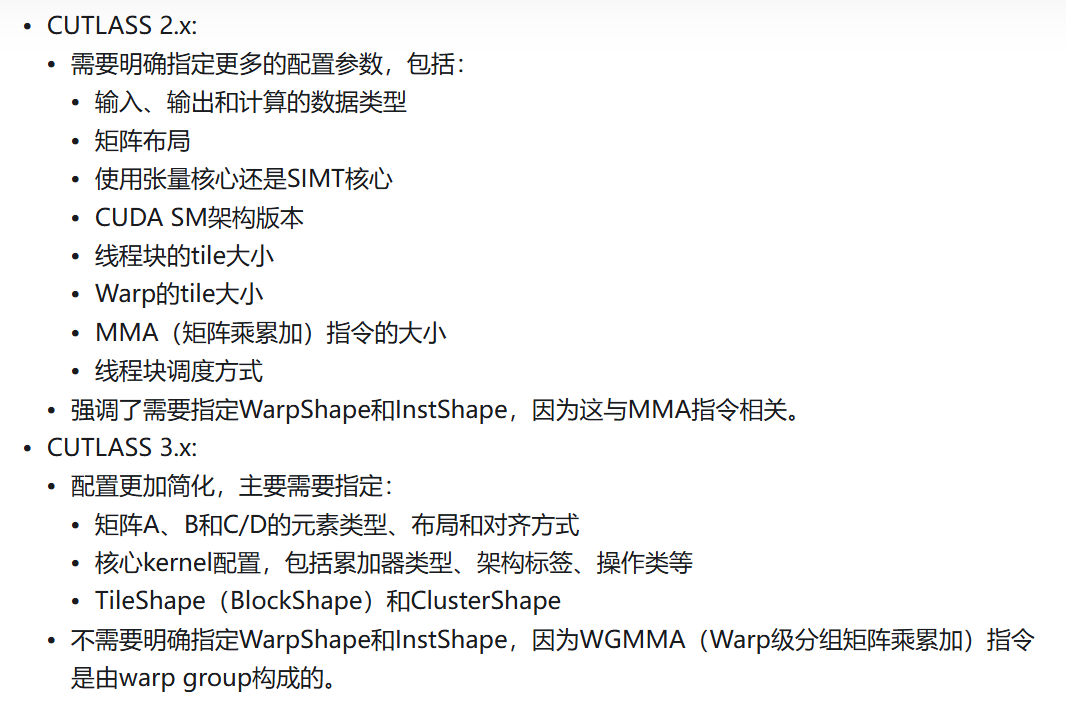 • CUTLASS 2.x:
• 需要明确指定更多的配置参数，包括：
• 输入、输出和计算的数据类型
• 矩阵布局
• 使用张量核心还是SIMT核心
• CUDA SM架构版本
• 线程块的tile大小
• Warp的tile大小
• MMA（矩阵乘累加）指令的大小
• 线程块调度方式
• 强调了需要指定WarpShape和InstShape，因为这与MMA指令相关。
• CUTLASS 3.x:
• 配置更加简化，主要需要指定：
• 矩阵A、B和C/D的元素类型、布局和对齐方式
• 核心kernel配置，包括累加器类型、架构标签、操作类等
• TileShape（BlockShape）和ClusterShape
• 不需要明确指定WarpShape和InstShape，因为WGMMA（Warp级分组矩阵乘累加）指令
是由warp group构成的。